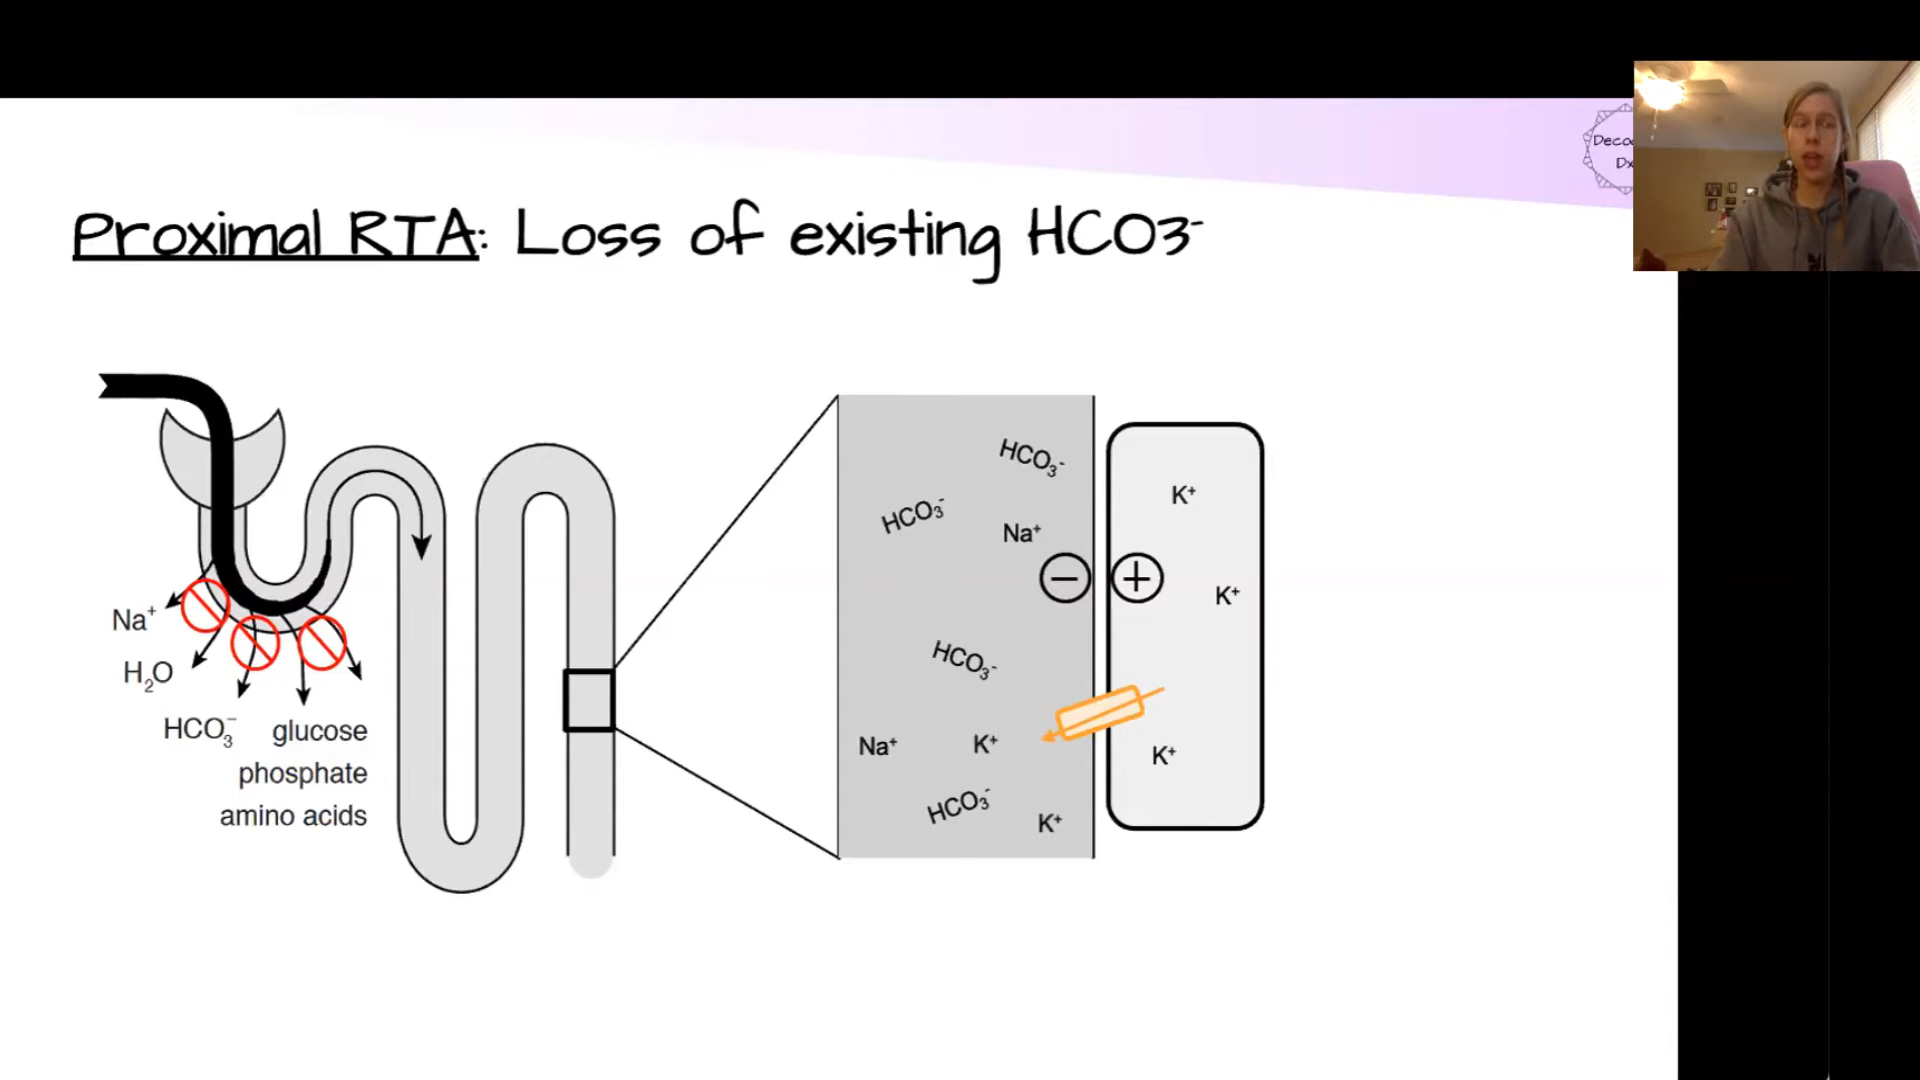 Proximal RTA: Loss of existing HCO3-
Na+
H2O
HCO3- glucose
phosphate
amino acids
HCO3-
HCO3-
Na+
− +
K+
K+
HCO3-
Na+ K+
K+
HCO3-
K+
Dx